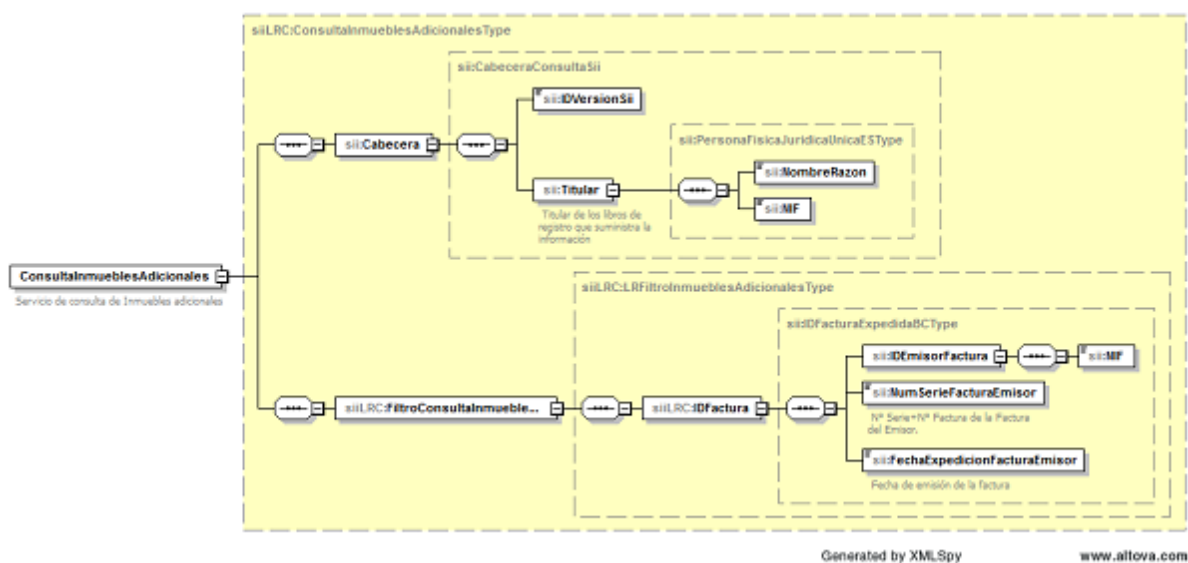 siiLRC:ConsultaInmueblesAdicionalesType
sii:CabeceraConsultaSii
sii:IDVersionSii
sii:Cabecera
sii:PersonaFisicaJuridicaUnicaESType
sii:NombreRazon
sii:Titular
sii:NIF
Titular de los libros de
registro que suministra la
información
ConsultaInmueblesAdicionales
Servicio de consulta de Inmuebles adicionales
siiLRC:LRFiltroInmueblesAdicionalesType
sii:IDFacturaExpedidaBCType
sii:IDEmisorFactura
sii:NIF
siiLRC:FiltroConsultaInmueble...
siiLRC:IDFactura
sii:NumSerieFacturaEmisor
Nº Serie+Nº Factura de la Factura
del Emisor.
sii:FechaExpedicionFacturaEmisor
Fecha de emisión de la factura
Generated by XMLSpy
www.altova.com